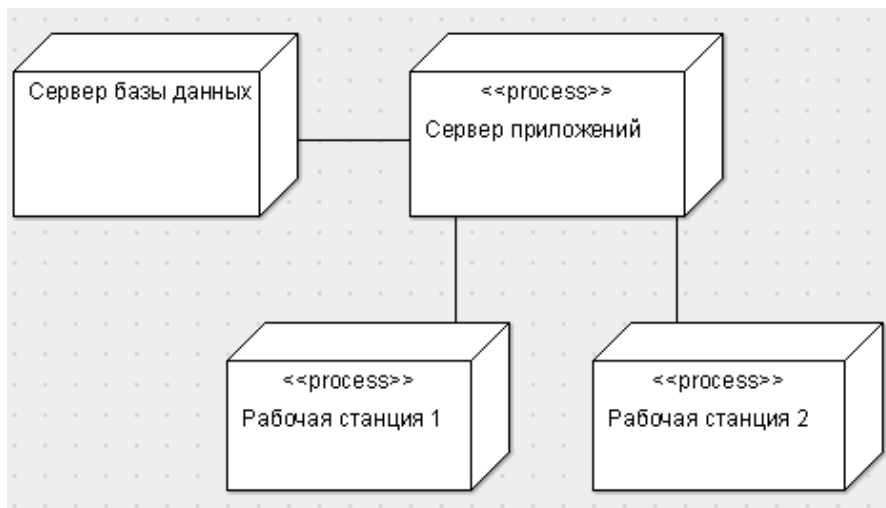 Сервер базы данных
<<process>>
Сервер приложений
<<process>>
Рабочая станция 1
<<process>>
Рабочая станция 2